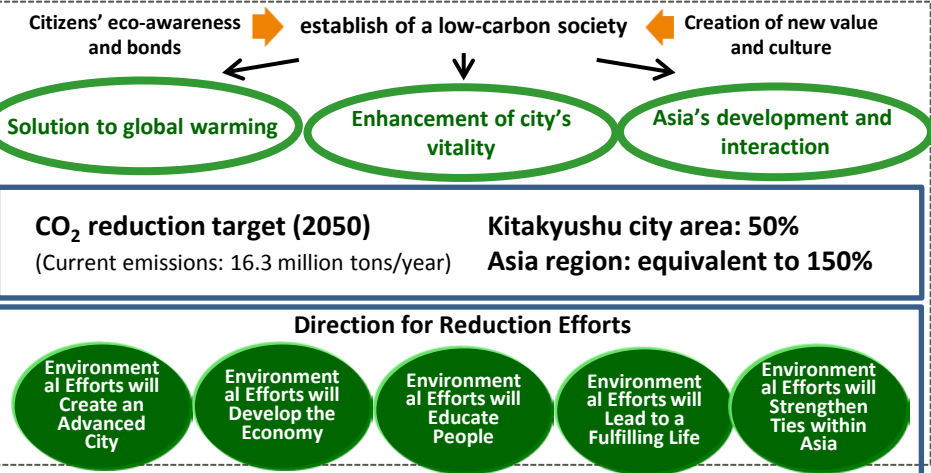 Citizens' eco-awareness
and bonds
establish of a low-carbon society
Creation of new value
and culture
Solution to global warming
Enhancement of city's
vitality
Asia's development and
interaction
CO₂ reduction target (2050)
Kitakyushu city area: 50%
(Current emissions: 16.3 million tons/year)
Asia region: equivalent to 150%
Direction for Reduction Efforts
Environment
al Efforts will
Create an
Advanced
City
Environment
al Efforts will
Develop the
Economy
Environment
al Efforts will
Educate
People
Environment
al Efforts will
Lead to a
Fulfilling Life
Environment
al Efforts will
Strengthen
Ties within
Asia